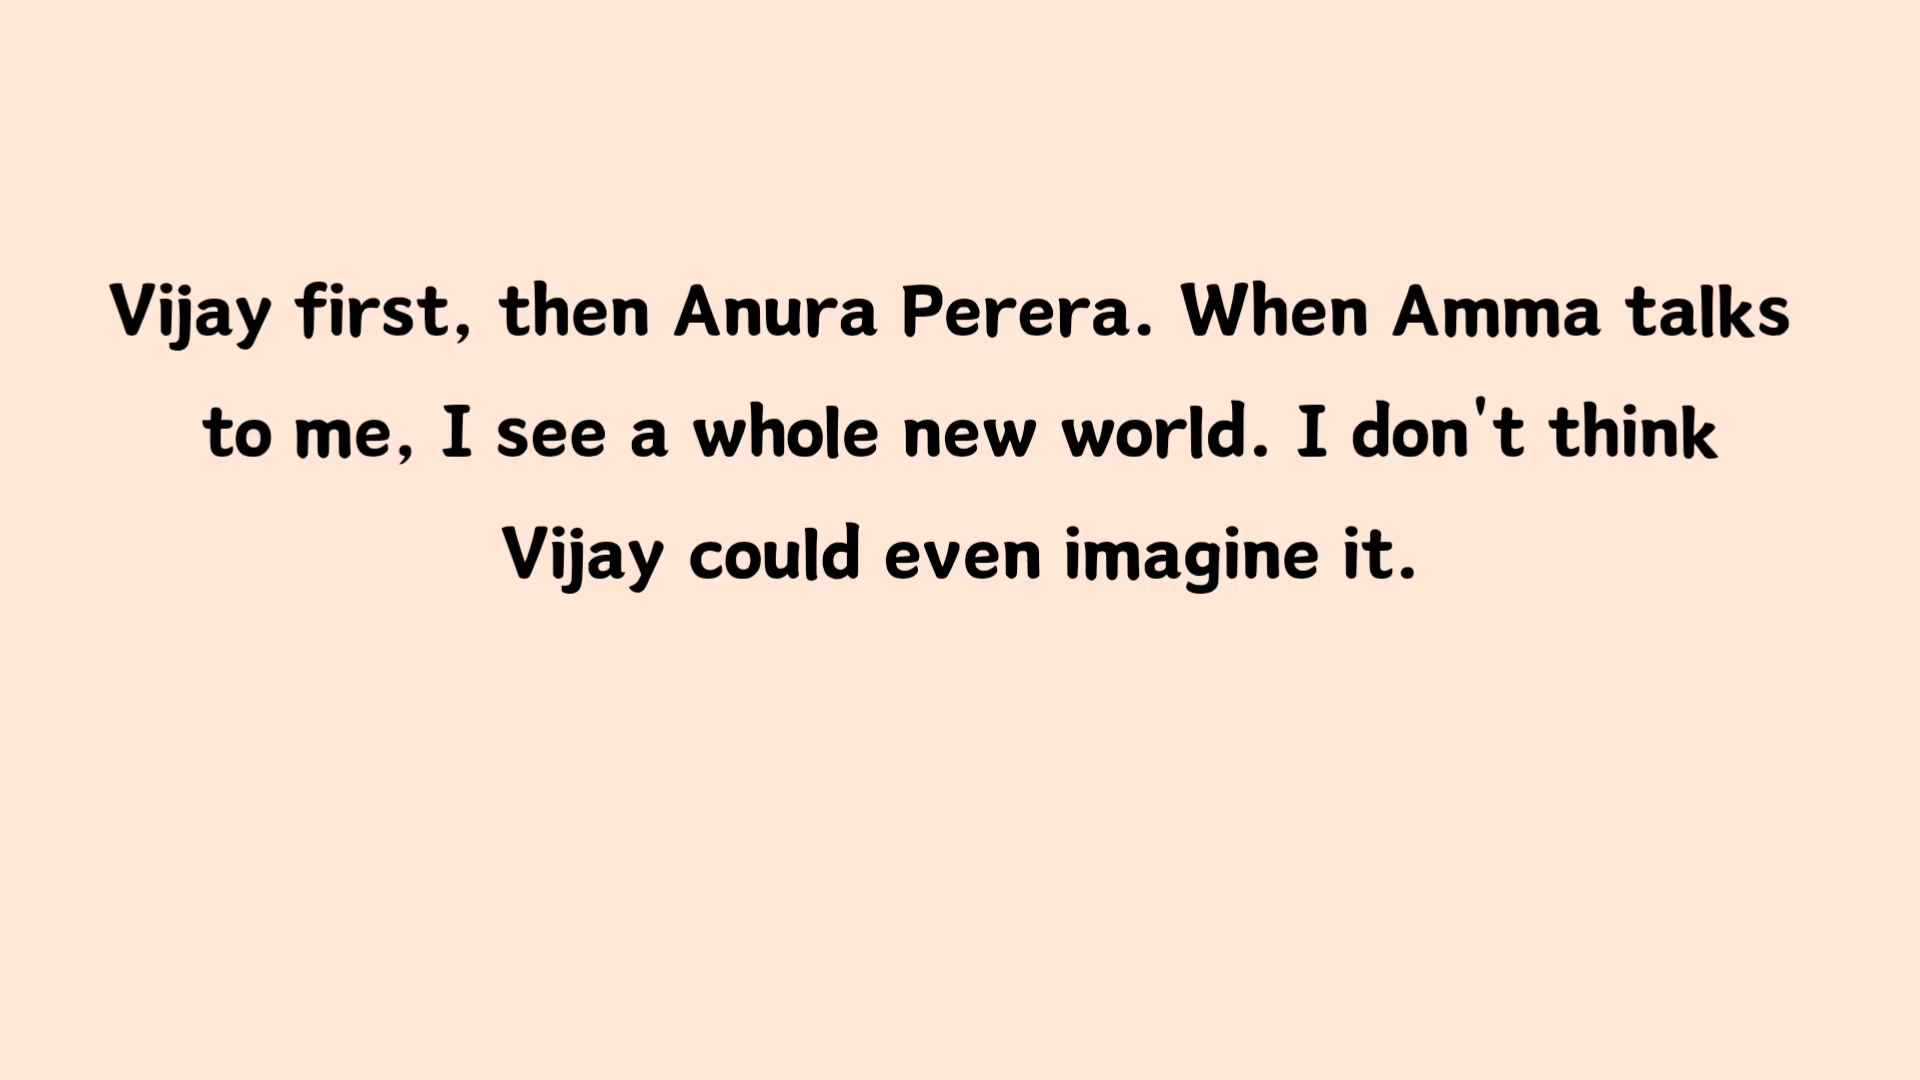 Vijay first, then Anura Perera. When Amma talks
to me, I see a whole new world. I don't think
Vijay could even imagine it.